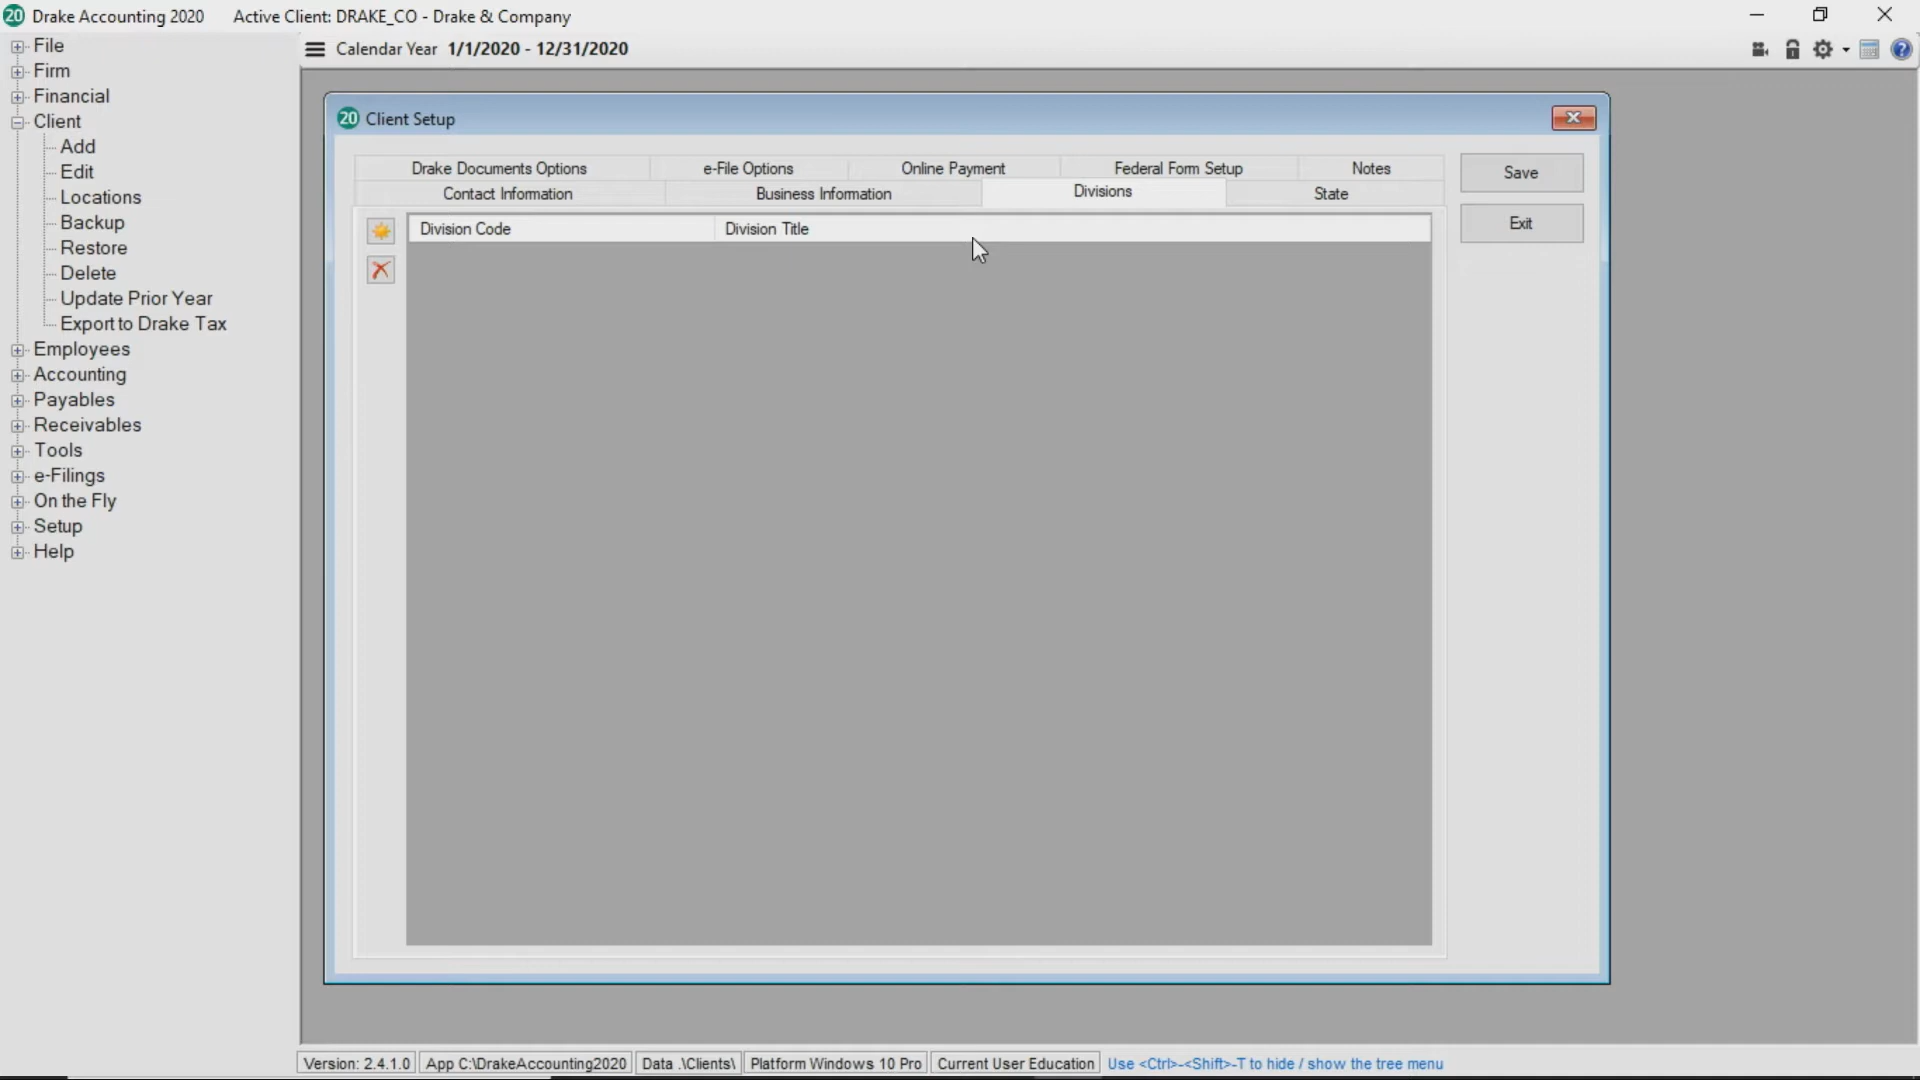 20 Drake Accounting 2020 Active Client: DRAKE_CO - Drake & Company
File
Firm
Financial
Client
Add
Edit
Locations
Backup
Restore
Delete
Update Prior Year
Export to Drake Tax
Employees
Accounting
Payables
Receivables
Tools
e-Filings
On the Fly
Setup
Help
Calendar Year 1/1/2020 - 12/31/2020
20 Client Setup
Drake Documents Options e-File Options Online Payment Federal Form Setup Notes
Contact Information Business Information Divisions State
Division Code Division Title
Save
Exit
Version: 2.4.1.0 App C:\DrakeAccounting2020 Data .\Clients\ Platform Windows 10 Pro Current User Education Use <Ctrl>-<Shift>-T to hide / show the tree menu